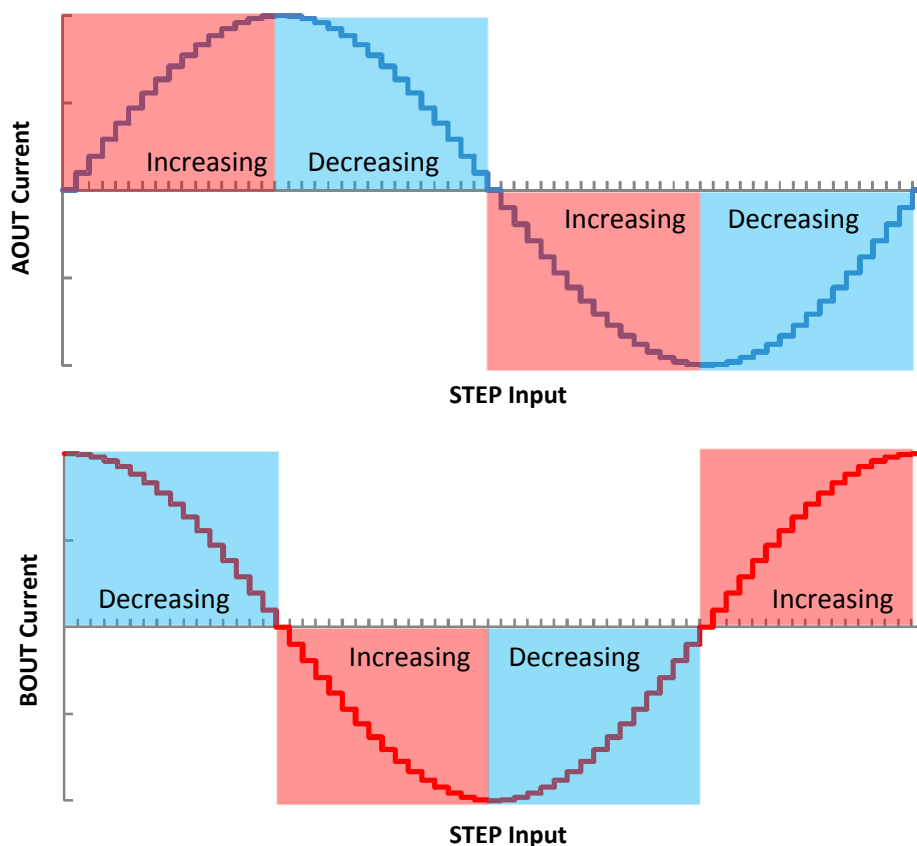 AOUT Current
Increasing
Decreasing
Increasing
Decreasing
STEP Input
BOUT Current
Decreasing
Increasing
Increasing
Decreasing
STEP Input